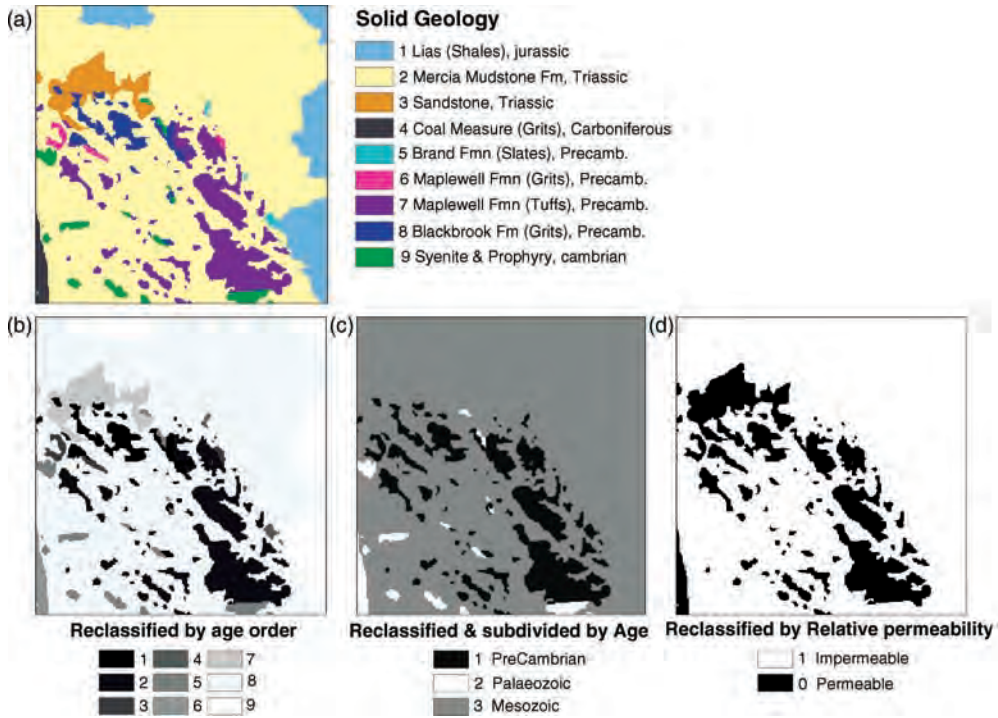 (a)
Solid Geology
1 Lias (Shales), jurassic
2 Mercia Mudstone Fm, Triassic
3 Sandstone, Triassic
4 Coal Measure (Grits), Carboniferous
5 Brand Fmn (Slates), Precamb.
6 Maplewell Fmn (Grits), Precamb.
7 Maplewell Fmn (Tuffs), Precamb.
8 Blackbrook Fm (Grits), Precamb.
9 Syenite & Prophyry, cambrian
(b)
(c)
(d)
Reclassified by age order
1 4 7
2 5 8
3 6 9
Reclassified & subdivided by Age
1 PreCambrian
2 Palaeozoic
3 Mesozoic
Reclassified by Relative permeability
1 Impermeable
0 Permeable